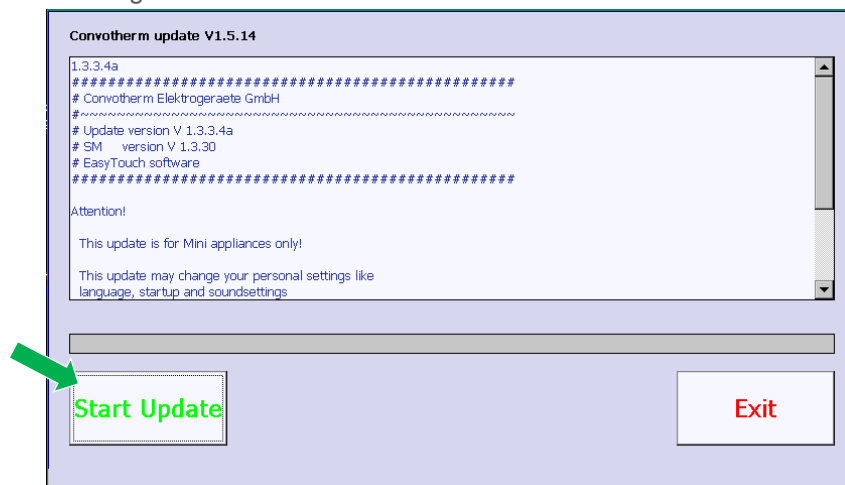 Convotherm update V1.5.14
1.3.3.4a
#################################################
# Convotherm Elektrogeraete GmbH
#~~~~~~~~~~~~~~~~~~~~~~~~~~~~~~~~~~~~~~~~~~~~~~~~
# Update version V 1.3.3.4a
# SM version V 1.3.30
# EasyTouch software
#################################################
Attention!
This update is for Mini appliances only!
This update may change your personal settings like
language, startup and soundsettings
Start Update
Exit